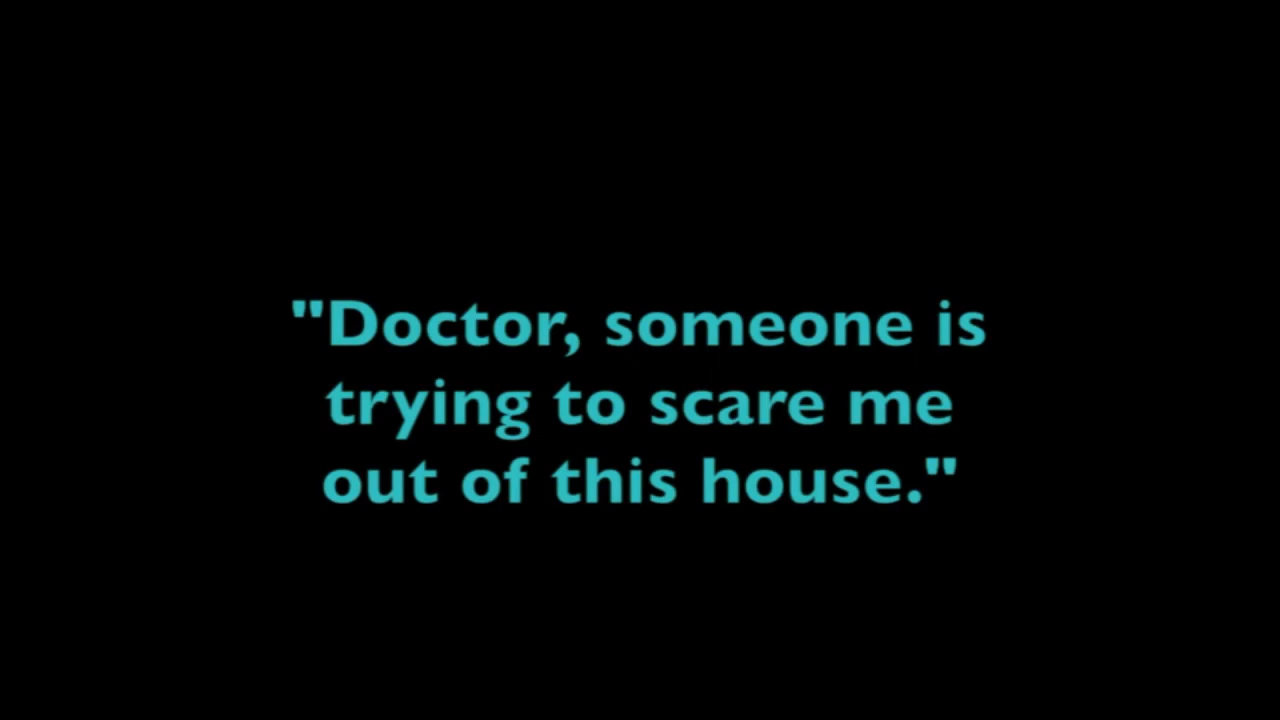 "Doctor, someone is
trying to scare me
out of this house."